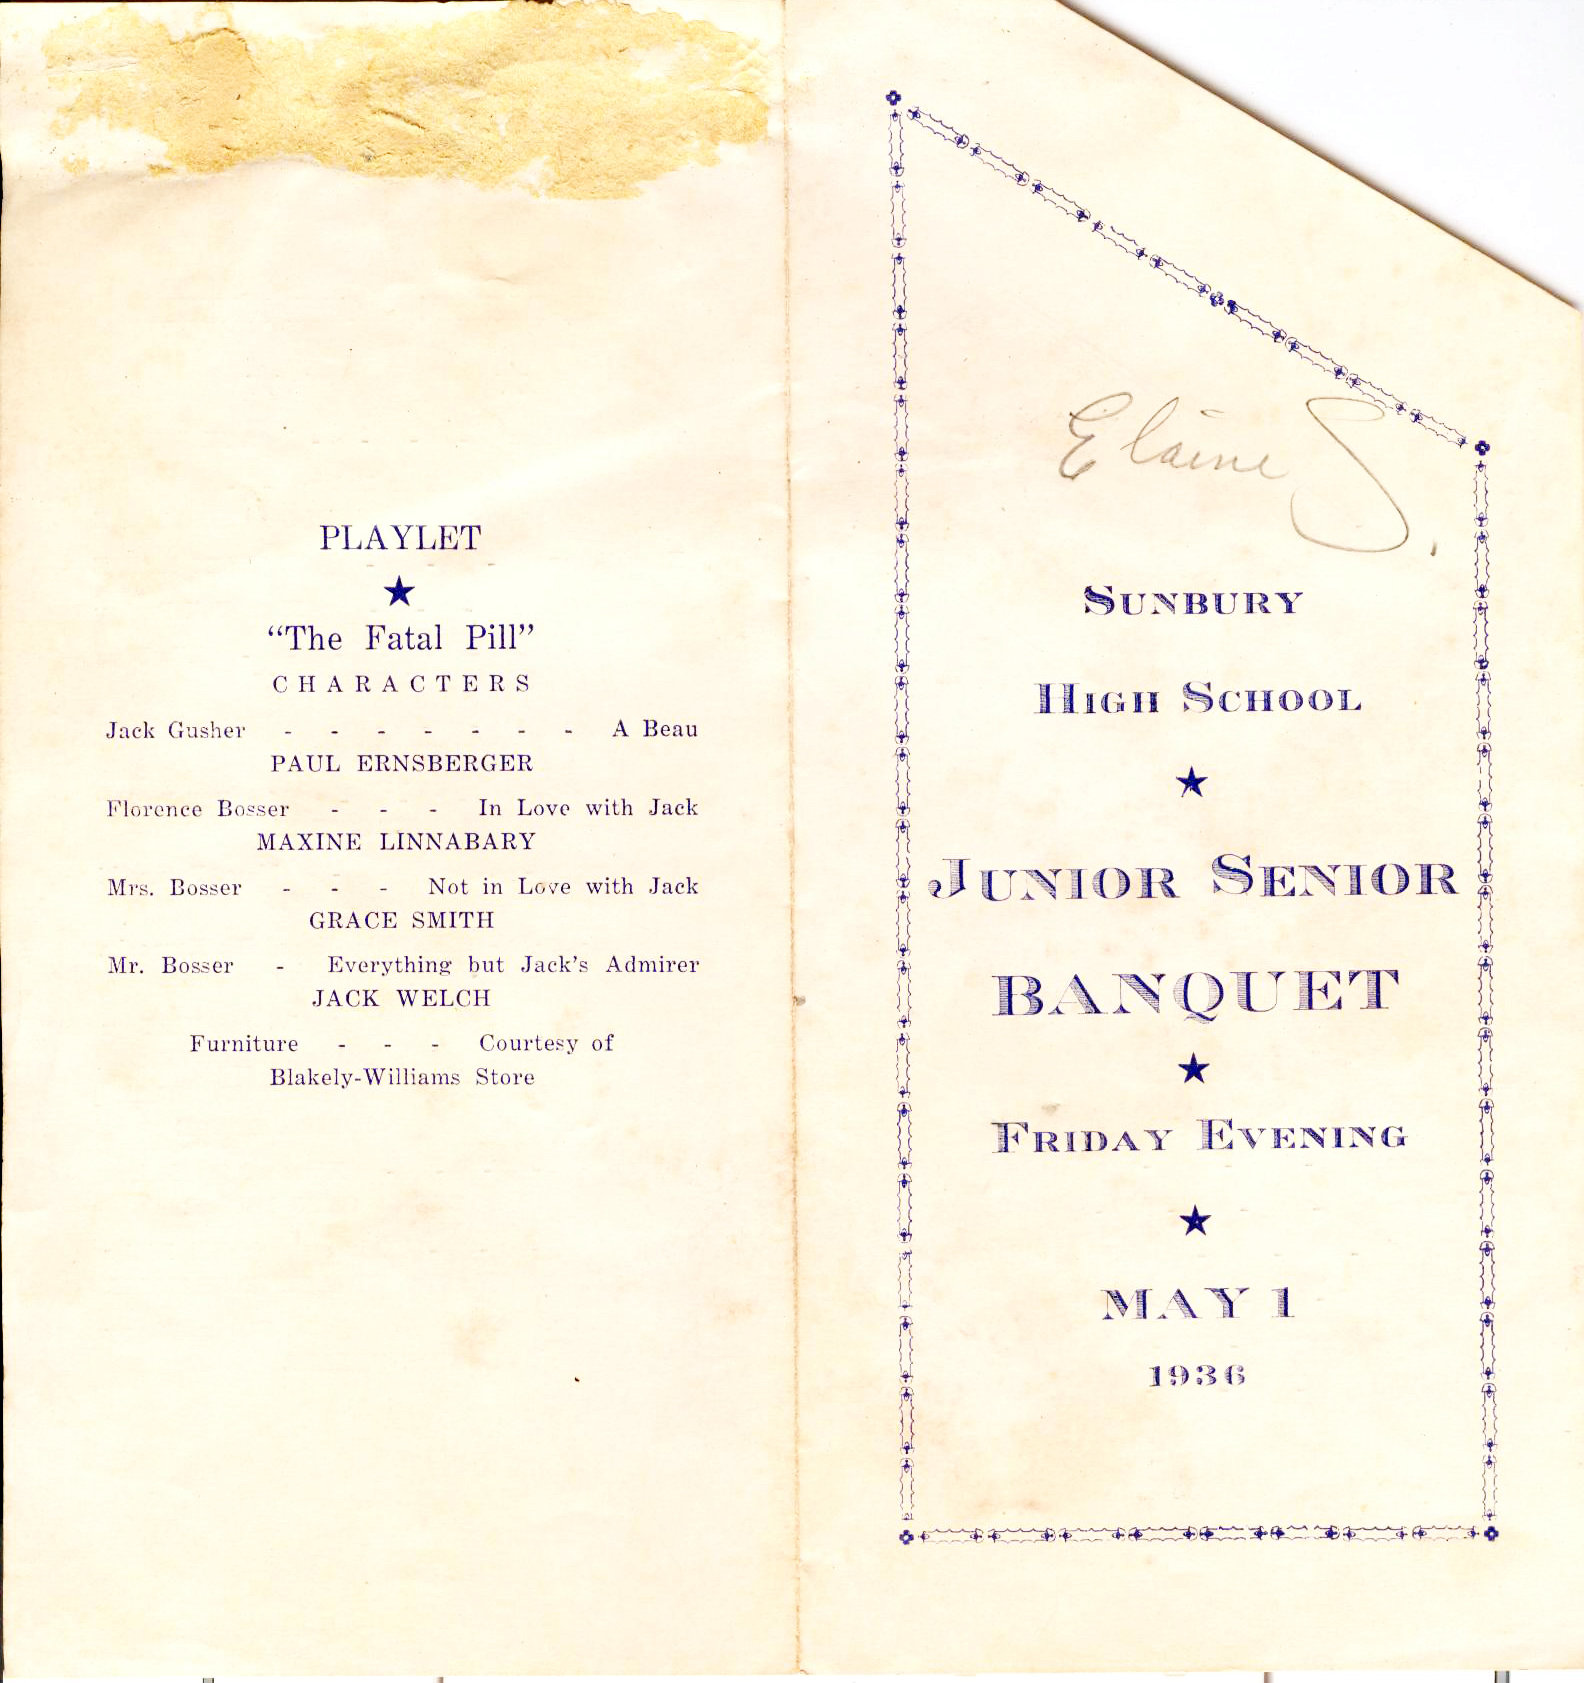 PLAYLET
★
“The Fatal Pill”
CHARACTERS
Jack Gusher - - - - - - - A Beau
PAUL ERNSBERGER
Florence Bosser - - - In Love with Jack
MAXINE LINNABARY
Mrs. Bosser - - - Not in Love with Jack
GRACE SMITH
Mr. Bosser - Everything but Jack's Admirer
JACK WELCH
Furniture - - - Courtesy of
Blakely-Williams Store
Elaine S.
SUNBURY
HIGH SCHOOL
★
JUNIOR SENIOR
BANQUET
★
FRIDAY EVENING
★
MAY 1
1936